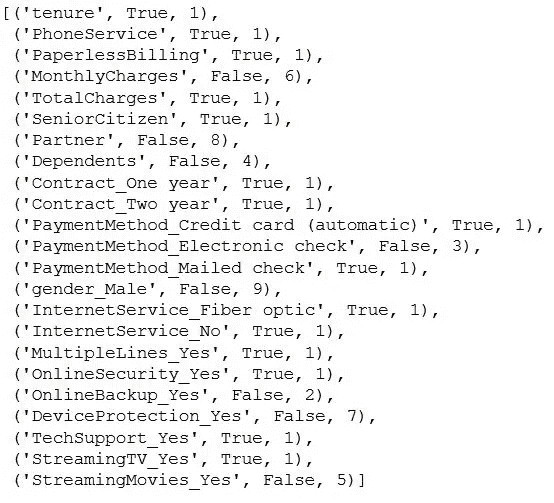 [('tenure', True, 1),
('PhoneService', True, 1),
('PaperlessBilling', True, 1),
('MonthlyCharges', False, 6),
('TotalCharges', True, 1),
('SeniorCitizen', True, 1),
('Partner', False, 8),
('Dependents', False, 4),
('Contract_One year', True, 1),
('Contract_Two year', True, 1),
('PaymentMethod_Credit card (automatic)', True, 1),
('PaymentMethod_Electronic check', False, 3),
('PaymentMethod_Mailed check', True, 1),
('gender_Male', False, 9),
('InternetService_Fiber optic', True, 1),
('InternetService_No', True, 1),
('MultipleLines_Yes', True, 1),
('OnlineSecurity_Yes', True, 1),
('OnlineBackup_Yes', False, 2),
('DeviceProtection_Yes', False, 7),
('TechSupport_Yes', True, 1),
('StreamingTV_Yes', True, 1),
('StreamingMovies_Yes', False, 5)]